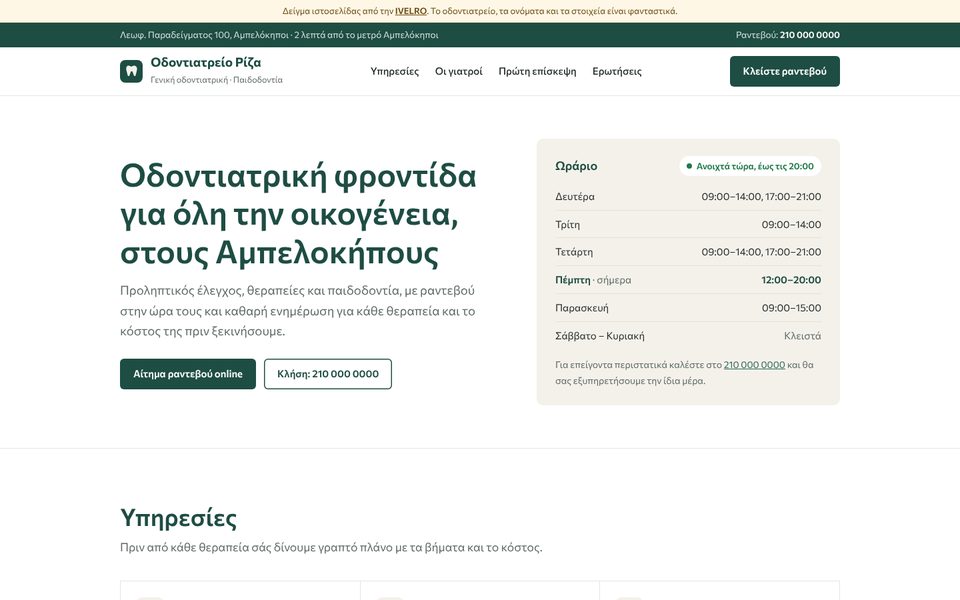 Δείγμα ιστοσελίδας από την IVELRO. Το οδοντιατρείο, τα ονόματα και τα στοιχεία είναι φανταστικά.
Λεωφ. Παραδείγματος 100, Αμπελόκηποι · 2 λεπτά από το μετρό Αμπελόκηποι
Ραντεβού: 210 000 0000
Οδοντιατρείο Ρίζα
Γενική οδοντιατρική · Παιδοδοντία
Υπηρεσίες Οι γιατροί Πρώτη επίσκεψη Ερωτήσεις
Κλείστε ραντεβού
Οδοντιατρική φροντίδα
για όλη την οικογένεια,
στους Αμπελοκήπους
Προληπτικός έλεγχος, θεραπείες και παιδοδοντία, με ραντεβού
στην ώρα τους και καθαρή ενημέρωση για κάθε θεραπεία και το
κόστος της πριν ξεκινήσουμε.
Αίτημα ραντεβού online
Κλήση: 210 000 0000
Ωράριο
Ανοιχτά τώρα, έως τις 20:00
Δευτέρα 09:00–14:00, 17:00–21:00
Τρίτη 09:00–14:00
Τετάρτη 09:00–14:00, 17:00–21:00
Πέμπτη · σήμερα 12:00–20:00
Παρασκευή 09:00–15:00
Σάββατο – Κυριακή Κλειστά
Για επείγοντα περιστατικά καλέστε στο 210 000 0000 και θα
σας εξυπηρετήσουμε την ίδια μέρα.
Υπηρεσίες
Πριν από κάθε θεραπεία σάς δίνουμε γραπτό πλάνο με τα βήματα και το κόστος.